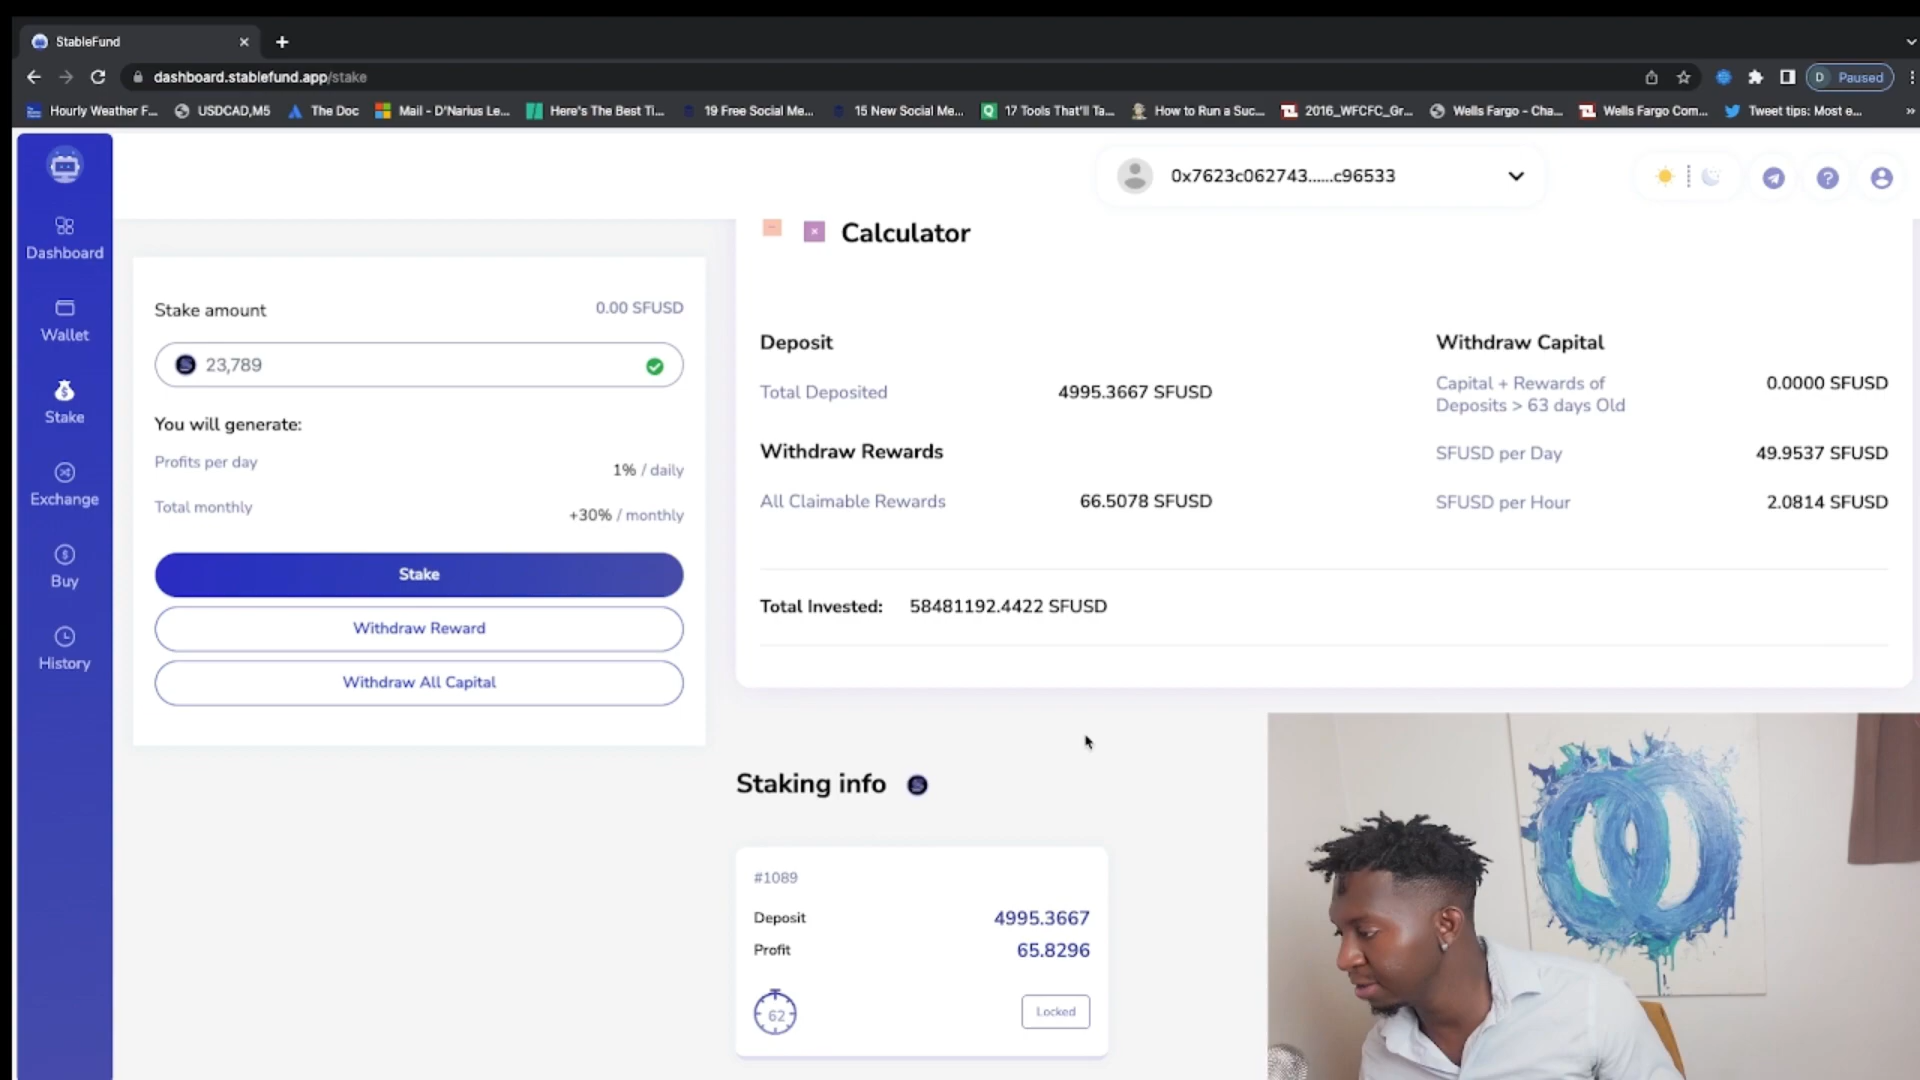 StableFund
dashboard.stablefund.app/stake
D Paused
Hourly Weather F...
USDCAD,M5
The Doc
Mail - D'Narius Le...
Here's The Best Ti...
19 Free Social Me...
15 New Social Me...
17 Tools That'll Ta...
How to Run a Suc...
2016_WFCFC_Gr...
Wells Fargo - Cha...
Wells Fargo Com...
Tweet tips: Most e...
0x7623c062743......c96533
Dashboard
Wallet
Stake
Exchange
Buy
History
Stake amount 0.00 SFUSD
23,789
You will generate:
Profits per day 1% / daily
Total monthly +30% / monthly
Stake
Withdraw Reward
Withdraw All Capital
Calculator
Deposit
Total Deposited 4995.3667 SFUSD
Withdraw Rewards
All Claimable Rewards 66.5078 SFUSD
Withdraw Capital
Capital + Rewards of
Deposits > 63 days Old 0.0000 SFUSD
SFUSD per Day 49.9537 SFUSD
SFUSD per Hour 2.0814 SFUSD
Total Invested: 58481192.4422 SFUSD
Staking info
#1089
Deposit 4995.3667
Profit 65.8296
62
Locked